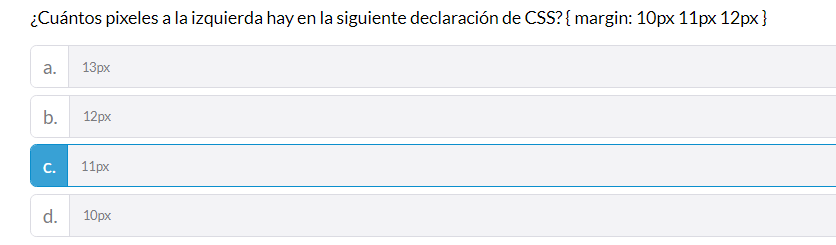 ¿Cuántos pixeles a la izquierda hay en la siguiente declaración de CSS? { margin: 10px 11px 12px }
a. 13px
b. 12px
c. 11px
d. 10px